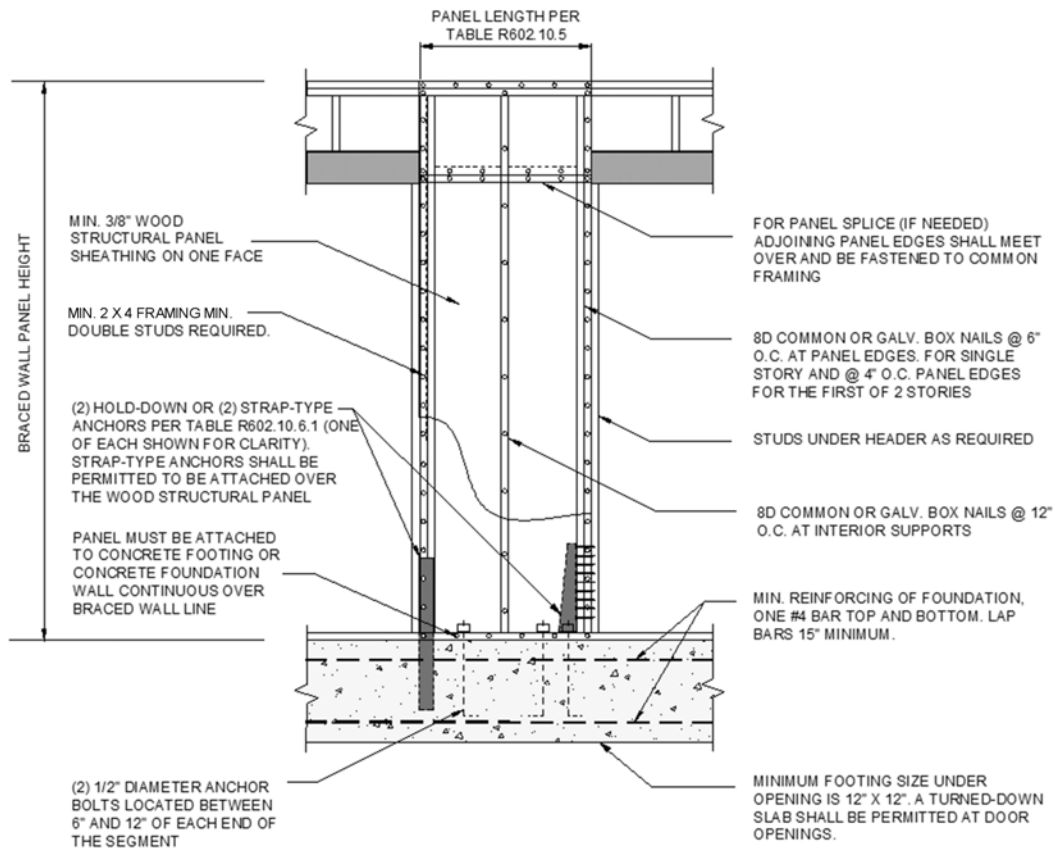 PANEL LENGTH PER
TABLE R602.10.5
BRACED WALL PANEL HEIGHT
MIN. 3/8" WOOD
STRUCTURAL PANEL
SHEATHING ON ONE FACE
MIN. 2 X 4 FRAMING MIN.
DOUBLE STUDS REQUIRED.
(2) HOLD-DOWN OR (2) STRAP-TYPE
ANCHORS PER TABLE R602.10.6.1 (ONE
OF EACH SHOWN FOR CLARITY).
STRAP-TYPE ANCHORS SHALL BE
PERMITTED TO BE ATTACHED OVER
THE WOOD STRUCTURAL PANEL
PANEL MUST BE ATTACHED
TO CONCRETE FOOTING OR
CONCRETE FOUNDATION
WALL CONTINUOUS OVER
BRACED WALL LINE
(2) 1/2" DIAMETER ANCHOR
BOLTS LOCATED BETWEEN
6" AND 12" OF EACH END OF
THE SEGMENT
FOR PANEL SPLICE (IF NEEDED)
ADJOINING PANEL EDGES SHALL MEET
OVER AND BE FASTENED TO COMMON
FRAMING
8D COMMON OR GALV. BOX NAILS @ 6"
O.C. AT PANEL EDGES. FOR SINGLE
STORY AND @ 4" O.C. PANEL EDGES
FOR THE FIRST OF 2 STORIES
STUDS UNDER HEADER AS REQUIRED
8D COMMON OR GALV. BOX NAILS @ 12"
O.C. AT INTERIOR SUPPORTS
MIN. REINFORCING OF FOUNDATION,
ONE #4 BAR TOP AND BOTTOM. LAP
BARS 15" MINIMUM.
MINIMUM FOOTING SIZE UNDER
OPENING IS 12" X 12". A TURNED-DOWN
SLAB SHALL BE PERMITTED AT DOOR
OPENINGS.